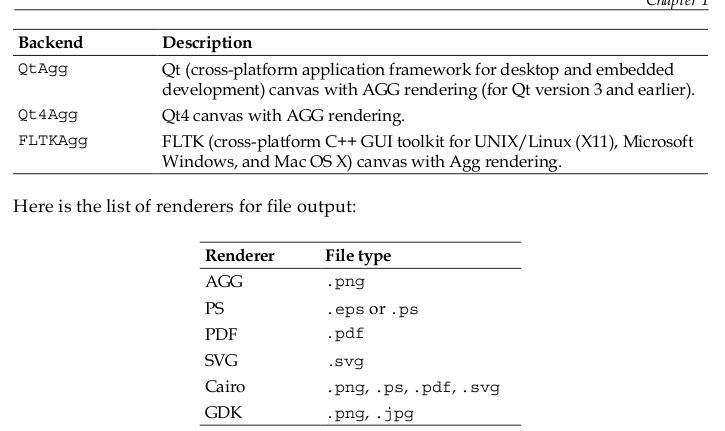 Chapter 1
Backend Description
QtAgg Qt (cross-platform application framework for desktop and embedded
development) canvas with AGG rendering (for Qt version 3 and earlier).
Qt4Agg Qt4 canvas with AGG rendering.
FLTKAgg FLTK (cross-platform C++ GUI toolkit for UNIX/Linux (X11), Microsoft
Windows, and Mac OS X) canvas with Agg rendering.
Here is the list of renderers for file output:
Renderer File type
AGG .png
PS .eps or .ps
PDF .pdf
SVG .svg
Cairo .png, .ps, .pdf, .svg
GDK .png, .jpg